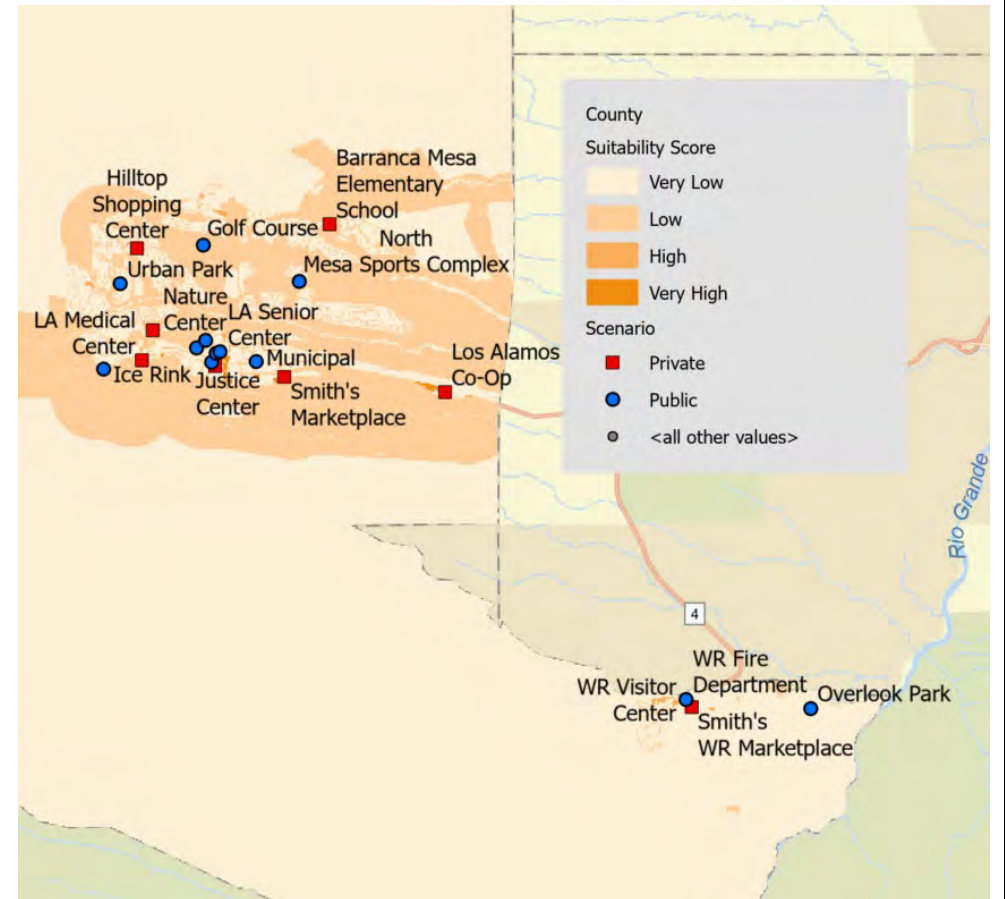 Hilltop
Shopping
Center
Barranca Mesa
Elementary
School
Golf Course
North
Mesa Sports Complex
Urban Park
Nature
Center
LA Senior
Center
LA Medical
Center
Ice Rink
Justice
Center
Municipal
Smith's
Marketplace
Los Alamos
Co-Op
County
Suitability Score
Very Low
Low
High
Very High
Scenario
Private
Public
<all other values>
Rio Grande
4
WR Fire
Department
WR Visitor
Center
Overlook Park
Smith's
WR Marketplace